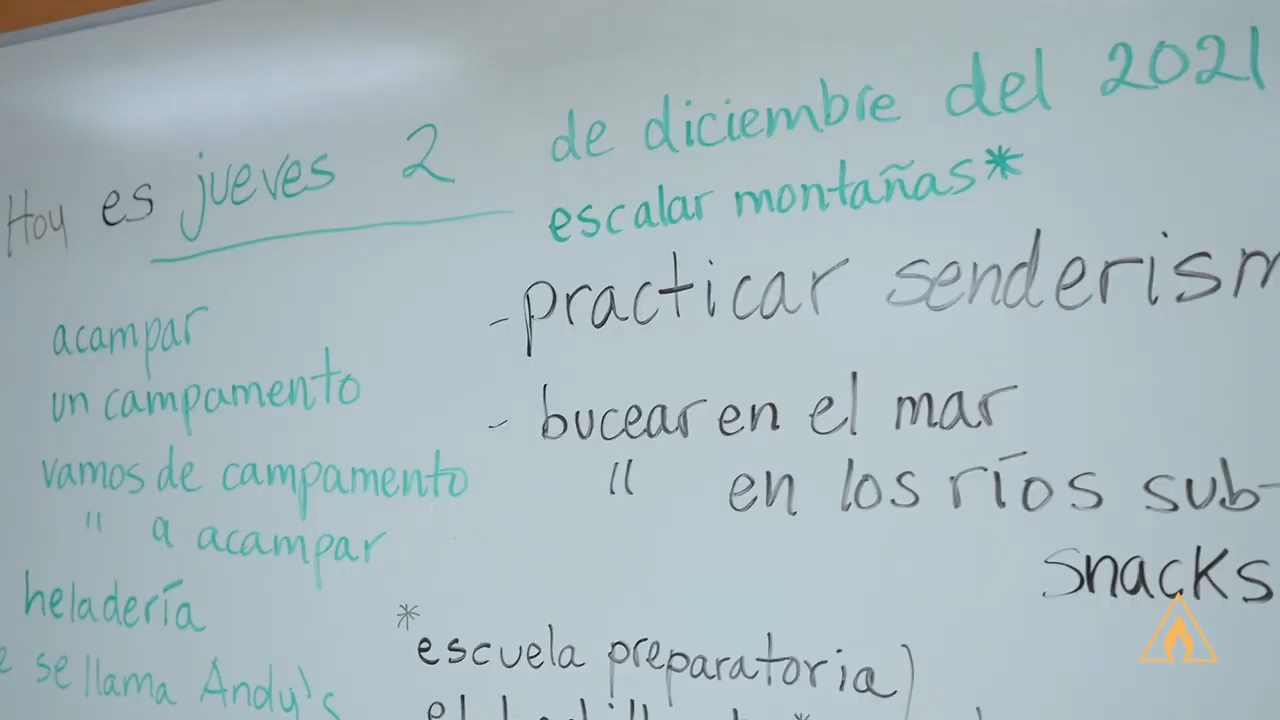 Hoy es jueves 2 de diciembre del 2021
escalar montañas*
- practicar senderism
- bucear en el mar
" en los ríos sub-
snacks
acampar
un campamento
vamos de campamento
" a acampar
heladería
e se llama Andy's
*escuela preparatoria)